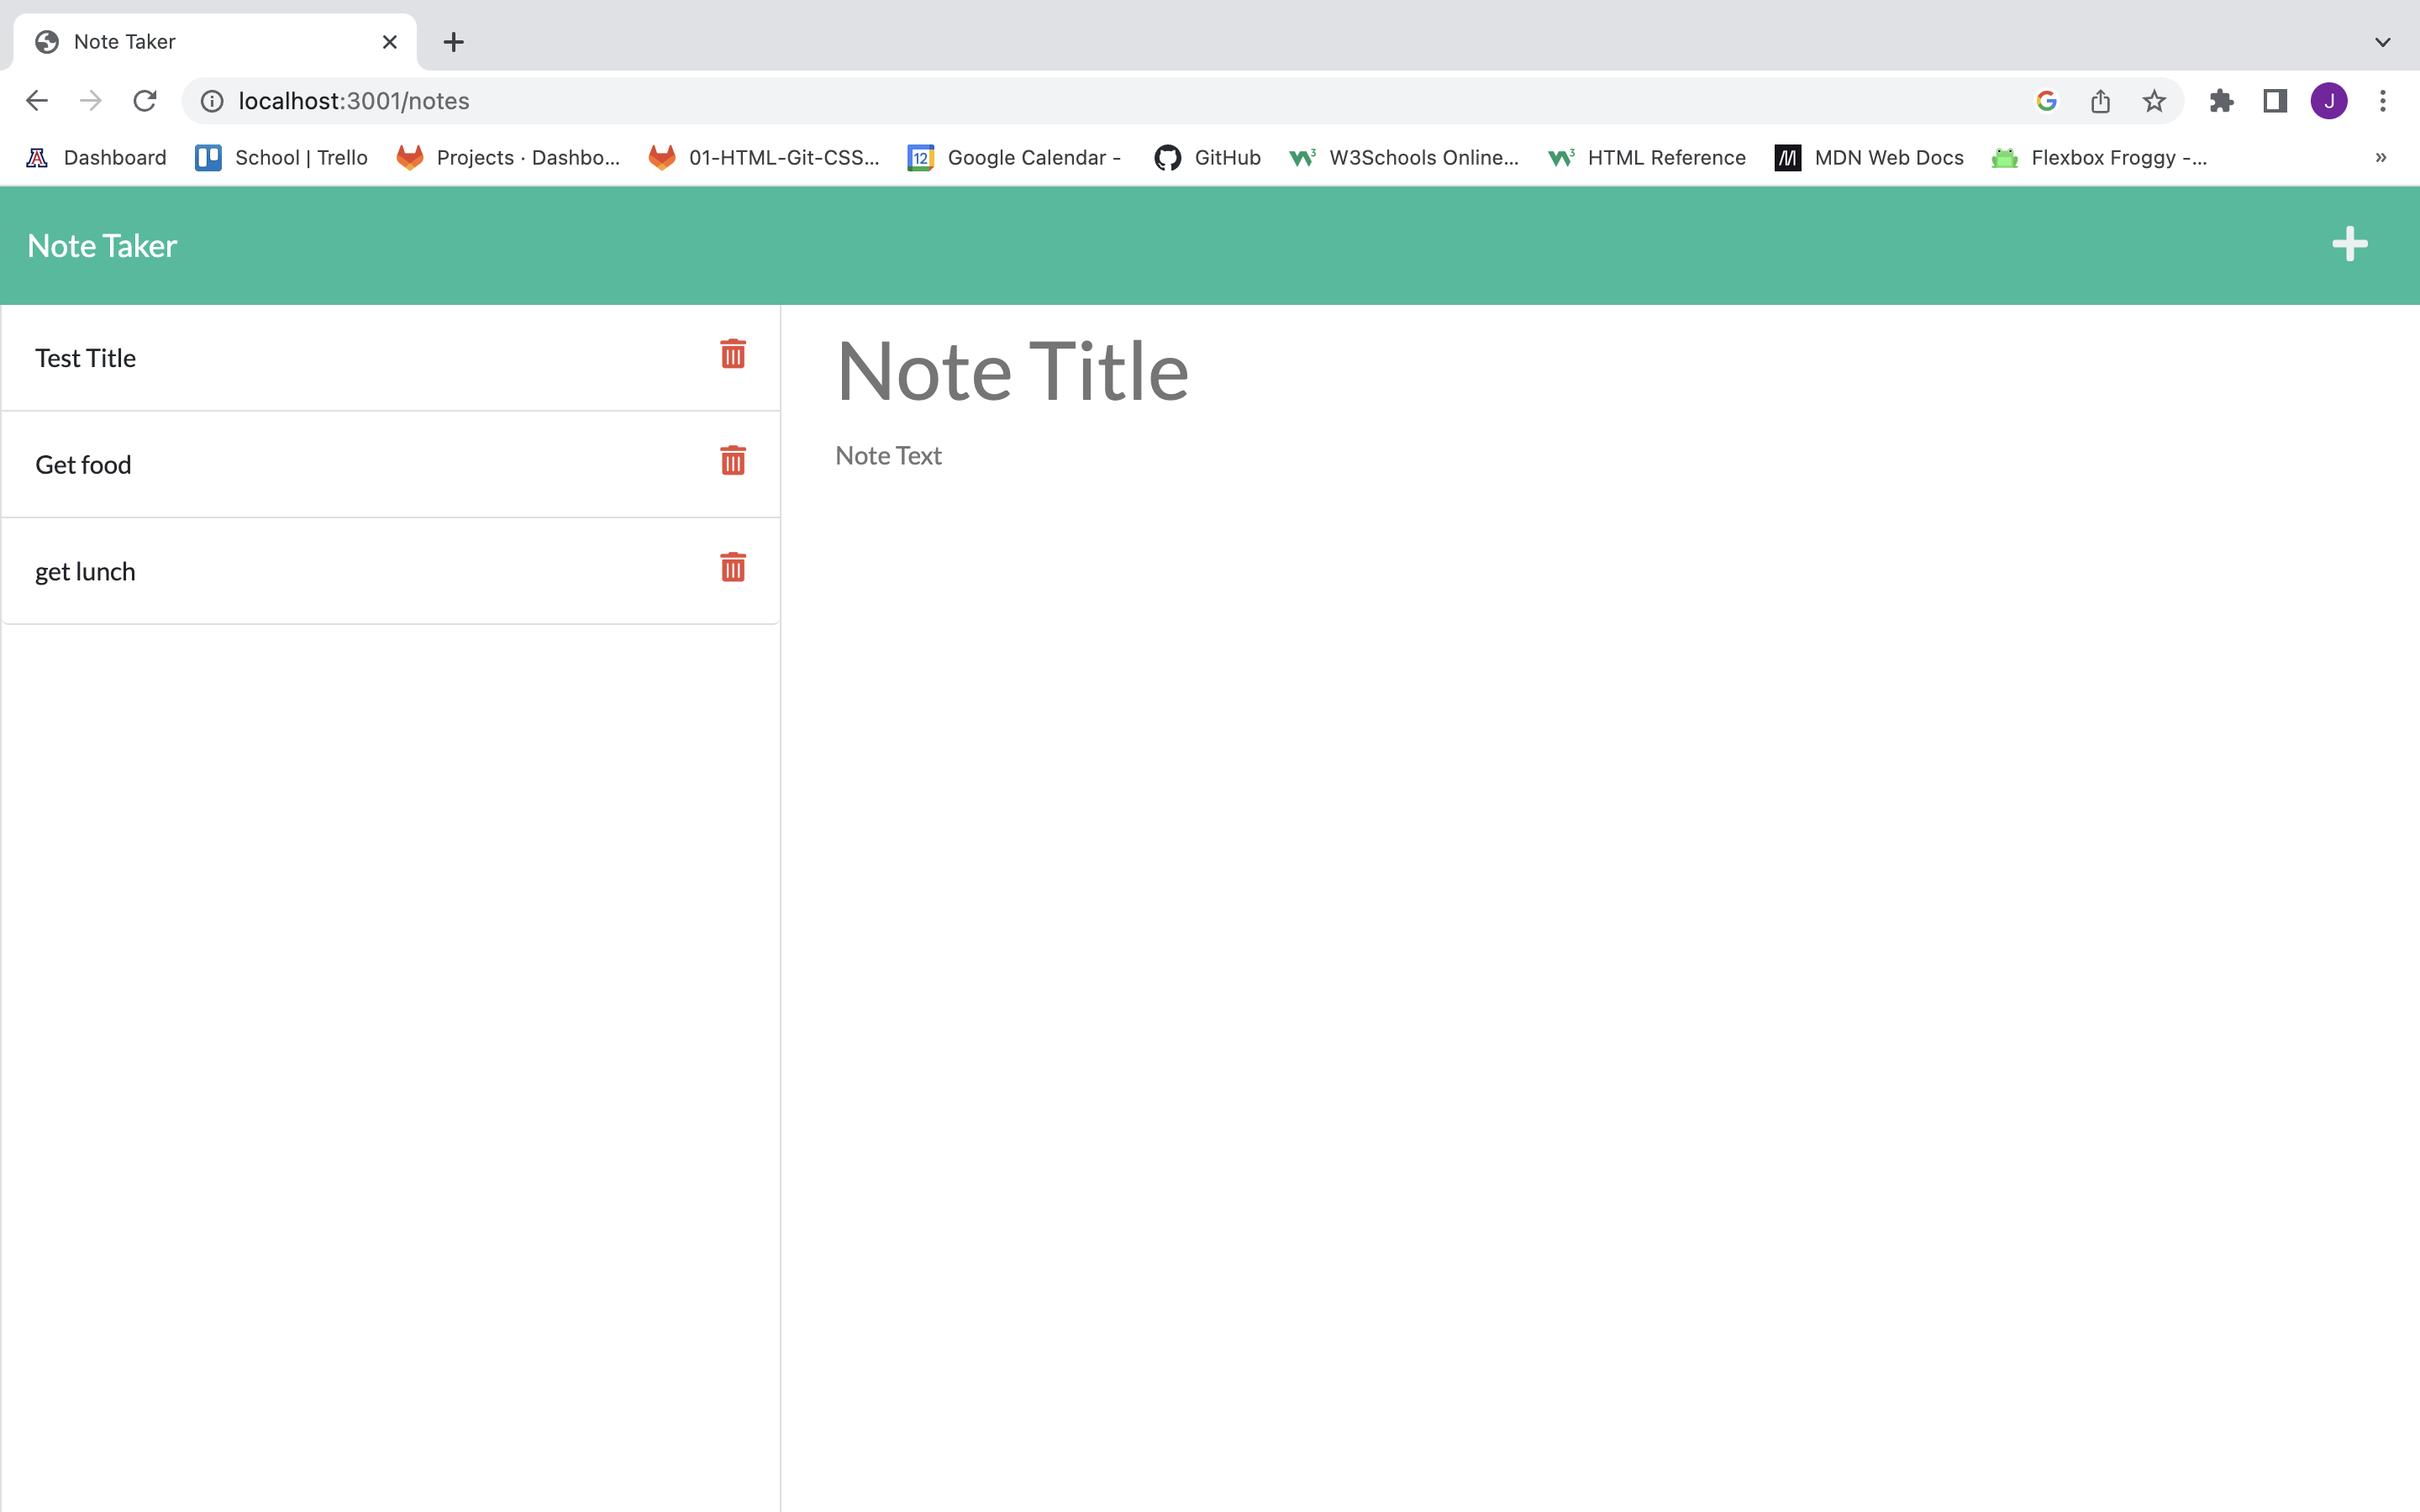 Note Taker
localhost:3001/notes
J
Dashboard School | Trello Projects · Dashbo... 01-HTML-Git-CSS... 12 Google Calendar - GitHub W3Schools Online... HTML Reference MDN Web Docs Flexbox Froggy -... »
Note Taker
Test Title
Get food
get lunch
Note Title
Note Text